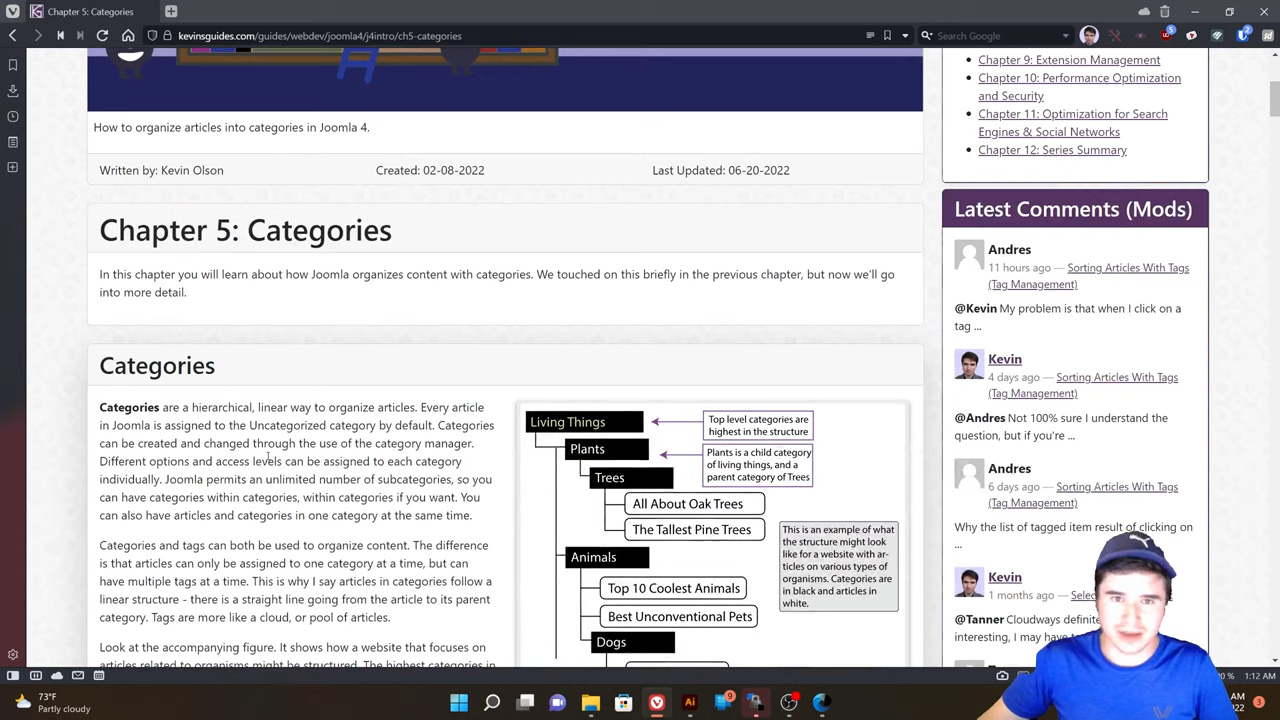 Chapter 5: Categories
kevinsguides.com/guides/webdev/joomla4/j4intro/ch5-categories
Search Google
How to organize articles into categories in Joomla 4.
Written by: Kevin Olson
Created: 02-08-2022
Last Updated: 06-20-2022
Chapter 5: Categories
In this chapter you will learn about how Joomla organizes content with categories. We touched on this briefly in the previous chapter, but now we'll go
into more detail.
Categories
Categories are a hierarchical, linear way to organize articles. Every article
in Joomla is assigned to the Uncategorized category by default. Categories
can be created and changed through the use of the category manager.
Different options and access levels can be assigned to each category
individually. Joomla permits an unlimited number of subcategories, so you
can have categories within categories, within categories if you want. You
can also have articles and categories in one category at the same time.
Categories and tags can both be used to organize content. The difference
is that articles can only be assigned to one category at a time, but can
have multiple tags at a time. This is why I say articles in categories follow a
linear structure - there is a straight line going from the article to its parent
category. Tags are more like a cloud, or pool of articles.
Look at the accompanying figure. It shows how a website that focuses on
articles related to organisms might be structured. The highest categories in
Living Things
Top level categories are
highest in the structure
Plants
Plants is a child category
of living things, and a
parent category of Trees
Trees
All About Oak Trees
The Tallest Pine Trees
This is an example of what
the structure might look
like for a website with ar-
ticles on various types of
organisms. Categories are
in black and articles in
white.
Animals
Top 10 Coolest Animals
Best Unconventional Pets
Dogs
Chapter 9: Extension Management
Chapter 10: Performance Optimization
and Security
Chapter 11: Optimization for Search
Engines & Social Networks
Chapter 12: Series Summary
Latest Comments (Mods)
Andres
11 hours ago — Sorting Articles With Tags
(Tag Management)
@Kevin My problem is that when I click on a
tag ...
Kevin
4 days ago — Sorting Articles With Tags
(Tag Management)
@Andres Not 100% sure I understand the
question, but if you're ...
Andres
6 days ago — Sorting Articles With Tags
(Tag Management)
Why the list of tagged item result of clicking on
...
Kevin
1 months ago —
@Tanner Cloudways
interesting, I may have
1:12 AM
73°F
Partly cloudy
9
AM
3